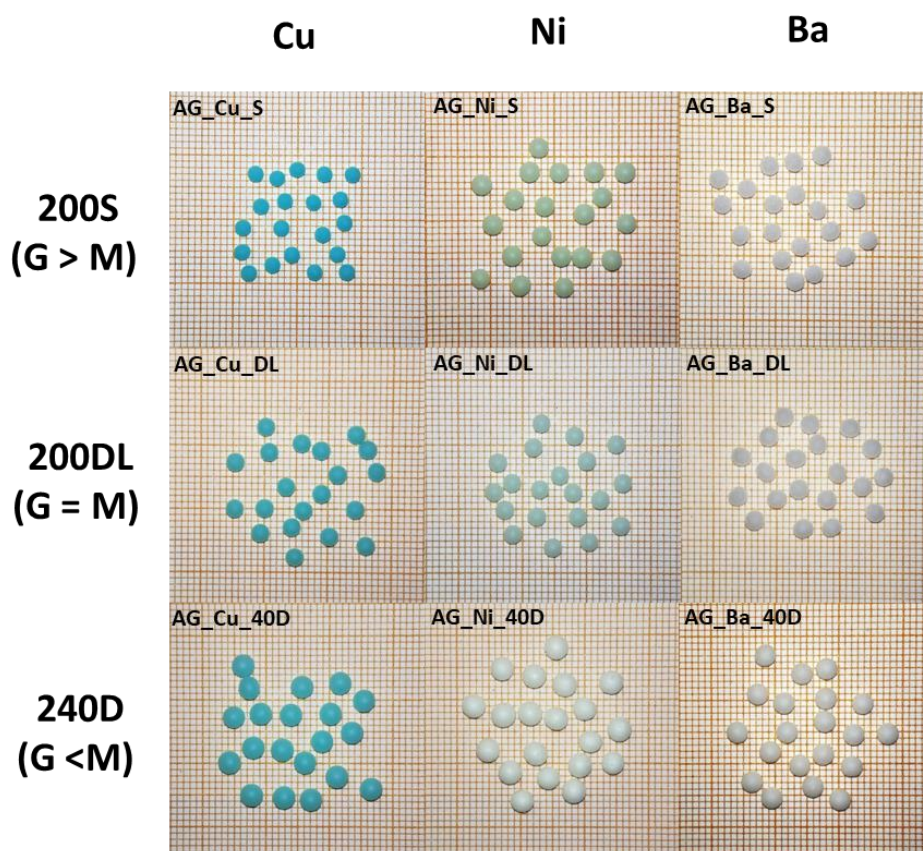 Cu Ni Ba
200S
(G > M)
AG_Cu_S AG_Ni_S AG_Ba_S
200DL
(G = M)
AG_Cu_DL AG_Ni_DL AG_Ba_DL
240D
(G <M)
AG_Cu_40D AG_Ni_40D AG_Ba_40D